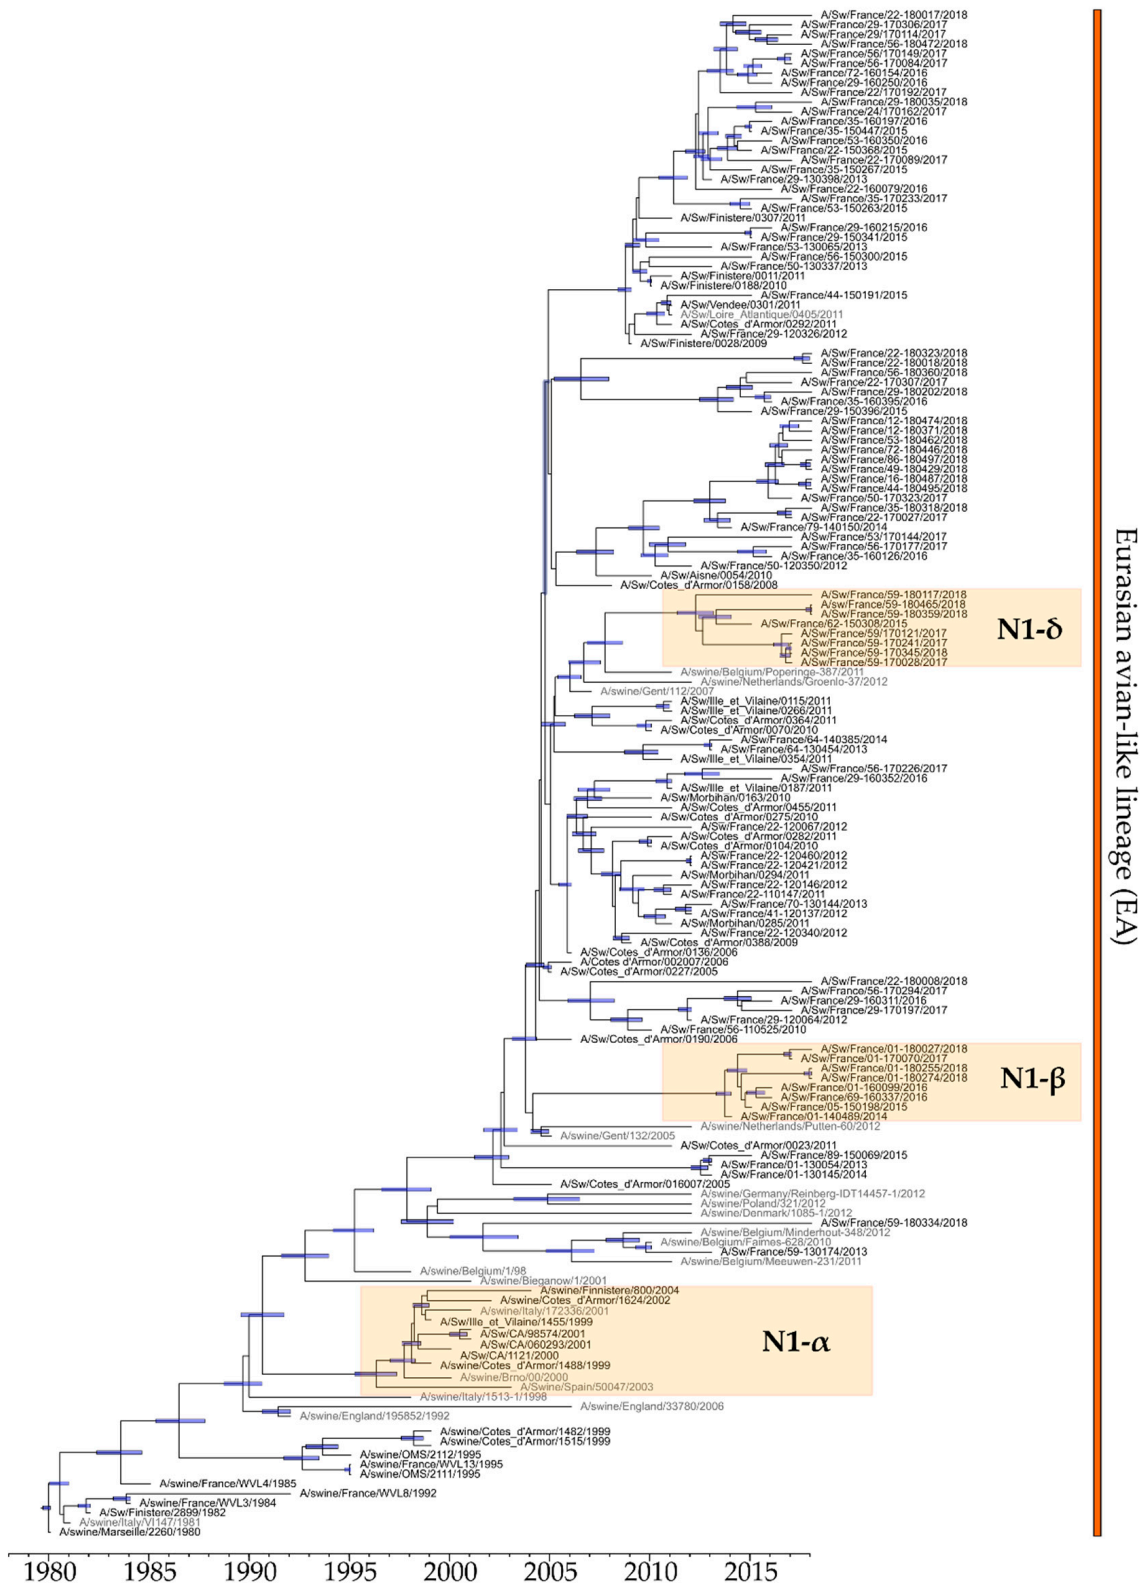 A/Sw/France/22-180017/2018
A/Sw/France/29-170306/2017
A/Sw/France/29/170114/2017
A/Sw/France/56-180472/2018
A/Sw/France/56/170149/2017
A/Sw/France/56-170084/2017
A/Sw/France/72-160154/2016
A/Sw/France/29-160250/2016
A/Sw/France/22/170192/2017
A/Sw/France/29-180035/2018
A/Sw/France/24/170162/2017
A/Sw/France/35-160197/2016
A/Sw/France/35-150447/2015
A/Sw/France/53-160350/2016
A/Sw/France/22-150368/2015
A/Sw/France/22-170089/2017
A/Sw/France/35-150267/2015
A/Sw/France/29-130398/2013
A/Sw/France/22-160079/2016
A/Sw/France/35-170233/2017
A/Sw/France/53-150263/2015
A/Sw/Finistere/0307/2011
A/Sw/France/29-160215/2016
A/Sw/France/29-150341/2015
A/Sw/France/53-130065/2013
A/Sw/France/56-150300/2015
A/Sw/France/50-130337/2013
A/Sw/Finistere/0011/2011
A/Sw/Finistere/0188/2010
A/Sw/France/44-150191/2015
A/Sw/Vendee/0301/2011
A/Sw/Loire_Atlantique/0405/2011
A/Sw/Cotes_d'Armor/0292/2011
A/Sw/France/29-120326/2012
A/Sw/Finistere/0028/2009
A/Sw/France/22-180323/2018
A/Sw/France/22-180018/2018
A/Sw/France/56-180360/2018
A/Sw/France/22-170307/2017
A/Sw/France/29-180202/2018
A/Sw/France/35-160395/2016
A/Sw/France/29-150396/2015
A/Sw/France/12-180474/2018
A/Sw/France/12-180371/2018
A/Sw/France/53-180462/2018
A/Sw/France/72-180446/2018
A/Sw/France/86-180497/2018
A/Sw/France/49-180429/2018
A/Sw/France/16-180487/2018
A/Sw/France/44-180495/2018
A/Sw/France/50-170323/2017
A/Sw/France/35-180318/2018
A/Sw/France/22-170027/2017
A/Sw/France/79-140150/2014
A/Sw/France/53/170144/2017
A/Sw/France/56-170177/2017
A/Sw/France/35-160126/2016
A/Sw/France/50-120350/2012
A/Sw/Aisne/0054/2010
A/Sw/Cotes_d'Armor/0158/2008
A/Sw/France/59-180117/2018
A/Sw/France/59-180465/2018
A/Sw/France/59-180359/2018
A/Sw/France/62-150308/2015
A/Sw/France/59/170121/2017
A/Sw/France/59-170241/2017
A/Sw/France/59-170345/2018
A/Sw/France/59-170028/2017
N1-δ
A/swine/Belgium/Poperinge-387/2011
A/swine/Netherlands/Groenlo-37/2012
A/swine/Gent/112/2007
A/Sw/Ille_et_Vilaine/0115/2011
A/Sw/Ille_et_Vilaine/0266/2011
A/Sw/Cotes_d'Armor/0364/2011
A/Sw/Cotes_d'Armor/0070/2010
A/Sw/France/64-140385/2014
A/Sw/France/64-130454/2013
A/Sw/Ille_et_Vilaine/0354/2011
A/Sw/France/56-170226/2017
A/Sw/France/29-160352/2016
A/Sw/Ille_et_Vilaine/0187/2011
A/Sw/Morbihan/0163/2010
A/Sw/Cotes_d'Armor/0455/2011
A/Sw/Cotes_d'Armor/0275/2010
A/Sw/France/22-120067/2012
A/Sw/Cotes_d'Armor/0282/2011
A/Sw/Cotes_d'Armor/0104/2010
A/Sw/France/22-120460/2012
A/Sw/France/22-120421/2012
A/Sw/Morbihan/0294/2011
A/Sw/France/22-120146/2012
A/Sw/France/22-110147/2011
A/Sw/France/70-130144/2013
A/Sw/France/41-120137/2012
A/Sw/Morbihan/0285/2011
A/Sw/France/22-120340/2012
A/Sw/Cotes_d'Armor/0388/2009
A/Sw/Cotes_d'Armor/0136/2006
A/Cotes d'Armor/002007/2006
A/Sw/Cotes_d'Armor/0227/2005
A/Sw/France/22-180008/2018
A/Sw/France/56-170294/2017
A/Sw/France/29-160311/2016
A/Sw/France/29-170197/2017
A/Sw/France/29-120064/2012
A/Sw/France/56-110525/2010
A/Sw/Cotes_d'Armor/0190/2006
A/Sw/France/01-180027/2018
A/Sw/France/01-170070/2017
A/Sw/France/01-180255/2018
A/Sw/France/01-180274/2018
A/Sw/France/01-160099/2016
A/Sw/France/69-160337/2016
A/Sw/France/05-150198/2015
A/Sw/France/01-140489/2014
N1-β
A/swine/Netherlands/Putten-60/2012
A/swine/Gent/132/2005
A/Sw/Cotes_d'Armor/0023/2011
A/Sw/France/89-150069/2015
A/Sw/France/01-130054/2013
A/Sw/France/01-130145/2014
A/Sw/Cotes_d'Armor/016007/2005
A/swine/Germany/Reinberg-IDT14457-1/2012
A/swine/Poland/321/2012
A/swine/Denmark/1085-1/2012
A/Sw/France/59-180334/2018
A/swine/Belgium/Minderhout-348/2012
A/swine/Belgium/Faimes-628/2010
A/Sw/France/59-130174/2013
A/swine/Belgium/Meeuwen-231/2011
A/swine/Belgium/1/98
A/swine/Bieganow/1/2001
A/swine/Finnistere/800/2004
A/swine/Cotes_d'Armor/1624/2002
A/swine/Italy/172336/2001
A/Sw/Ille_et_Vilaine/1455/1999
A/Sw/CA/98574/2001
A/Sw/CA/060293/2001
A/Sw/CA/1121/2000
A/swine/Cotes_d'Armor/1488/1999
A/swine/Brno/00/2000
A/Swine/Spain/50047/2003
N1-α
A/swine/Italy/1513-1/1998
A/swine/England/33780/2006
A/swine/England/195852/1992
A/swine/Cotes_d'Armor/1482/1999
A/swine/Cotes_d'Armor/1515/1999
A/swine/OMS/2112/1995
A/swine/France/WVL13/1995
A/swine/OMS/2111/1995
A/swine/France/WVL4/1985
A/swine/France/WVL8/1992
A/swine/France/WVL3/1984
A/Sw/Finistere/2899/1982
A/swine/Italy/VI147/1981
A/swine/Marseille/2260/1980
1980 1985 1990 1995 2000 2005 2010 2015
Eurasian avian-like lineage (EA)